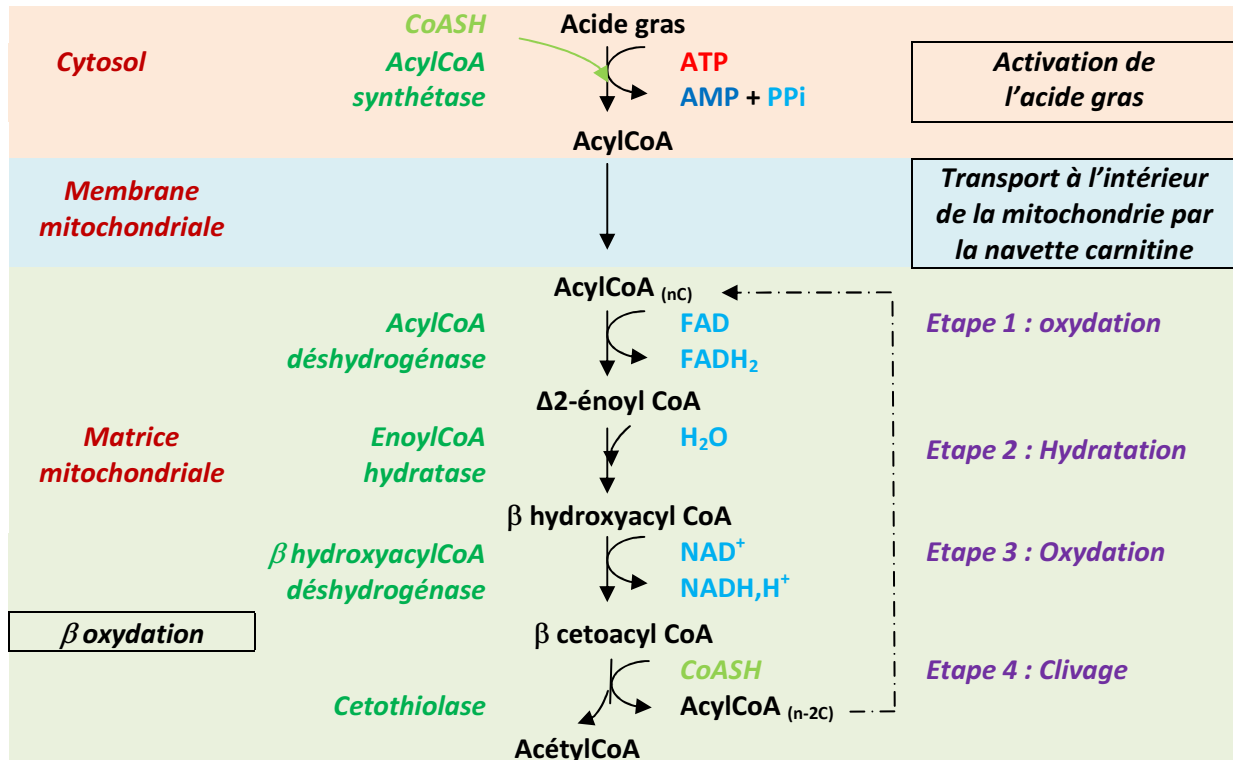 CoASH
Acide gras
Cytosol
AcylCoA
synthétase
ATP
AMP + PPi
Activation de
l'acide gras
AcylCoA
Membrane
mitochondriale
Transport à l'intérieur
de la mitochondrie par
la navette carnitine
AcylCoA (nC)
AcylCoA
déshydrogénase
FAD
FADH2
Etape 1 : oxydation
Δ2-énoyl CoA
Matrice
mitochondriale
EnoylCoA
hydratase
H2O
Etape 2 : Hydratation
β hydroxyacyl CoA
β hydroxyacylCoA
déshydrogénase
NAD+
NADH,H+
Etape 3 : Oxydation
β oxydation
β cetoacyl CoA
Cetothiolase
CoASH
AcylCoA (n-2C)
Etape 4 : Clivage
AcétylCoA